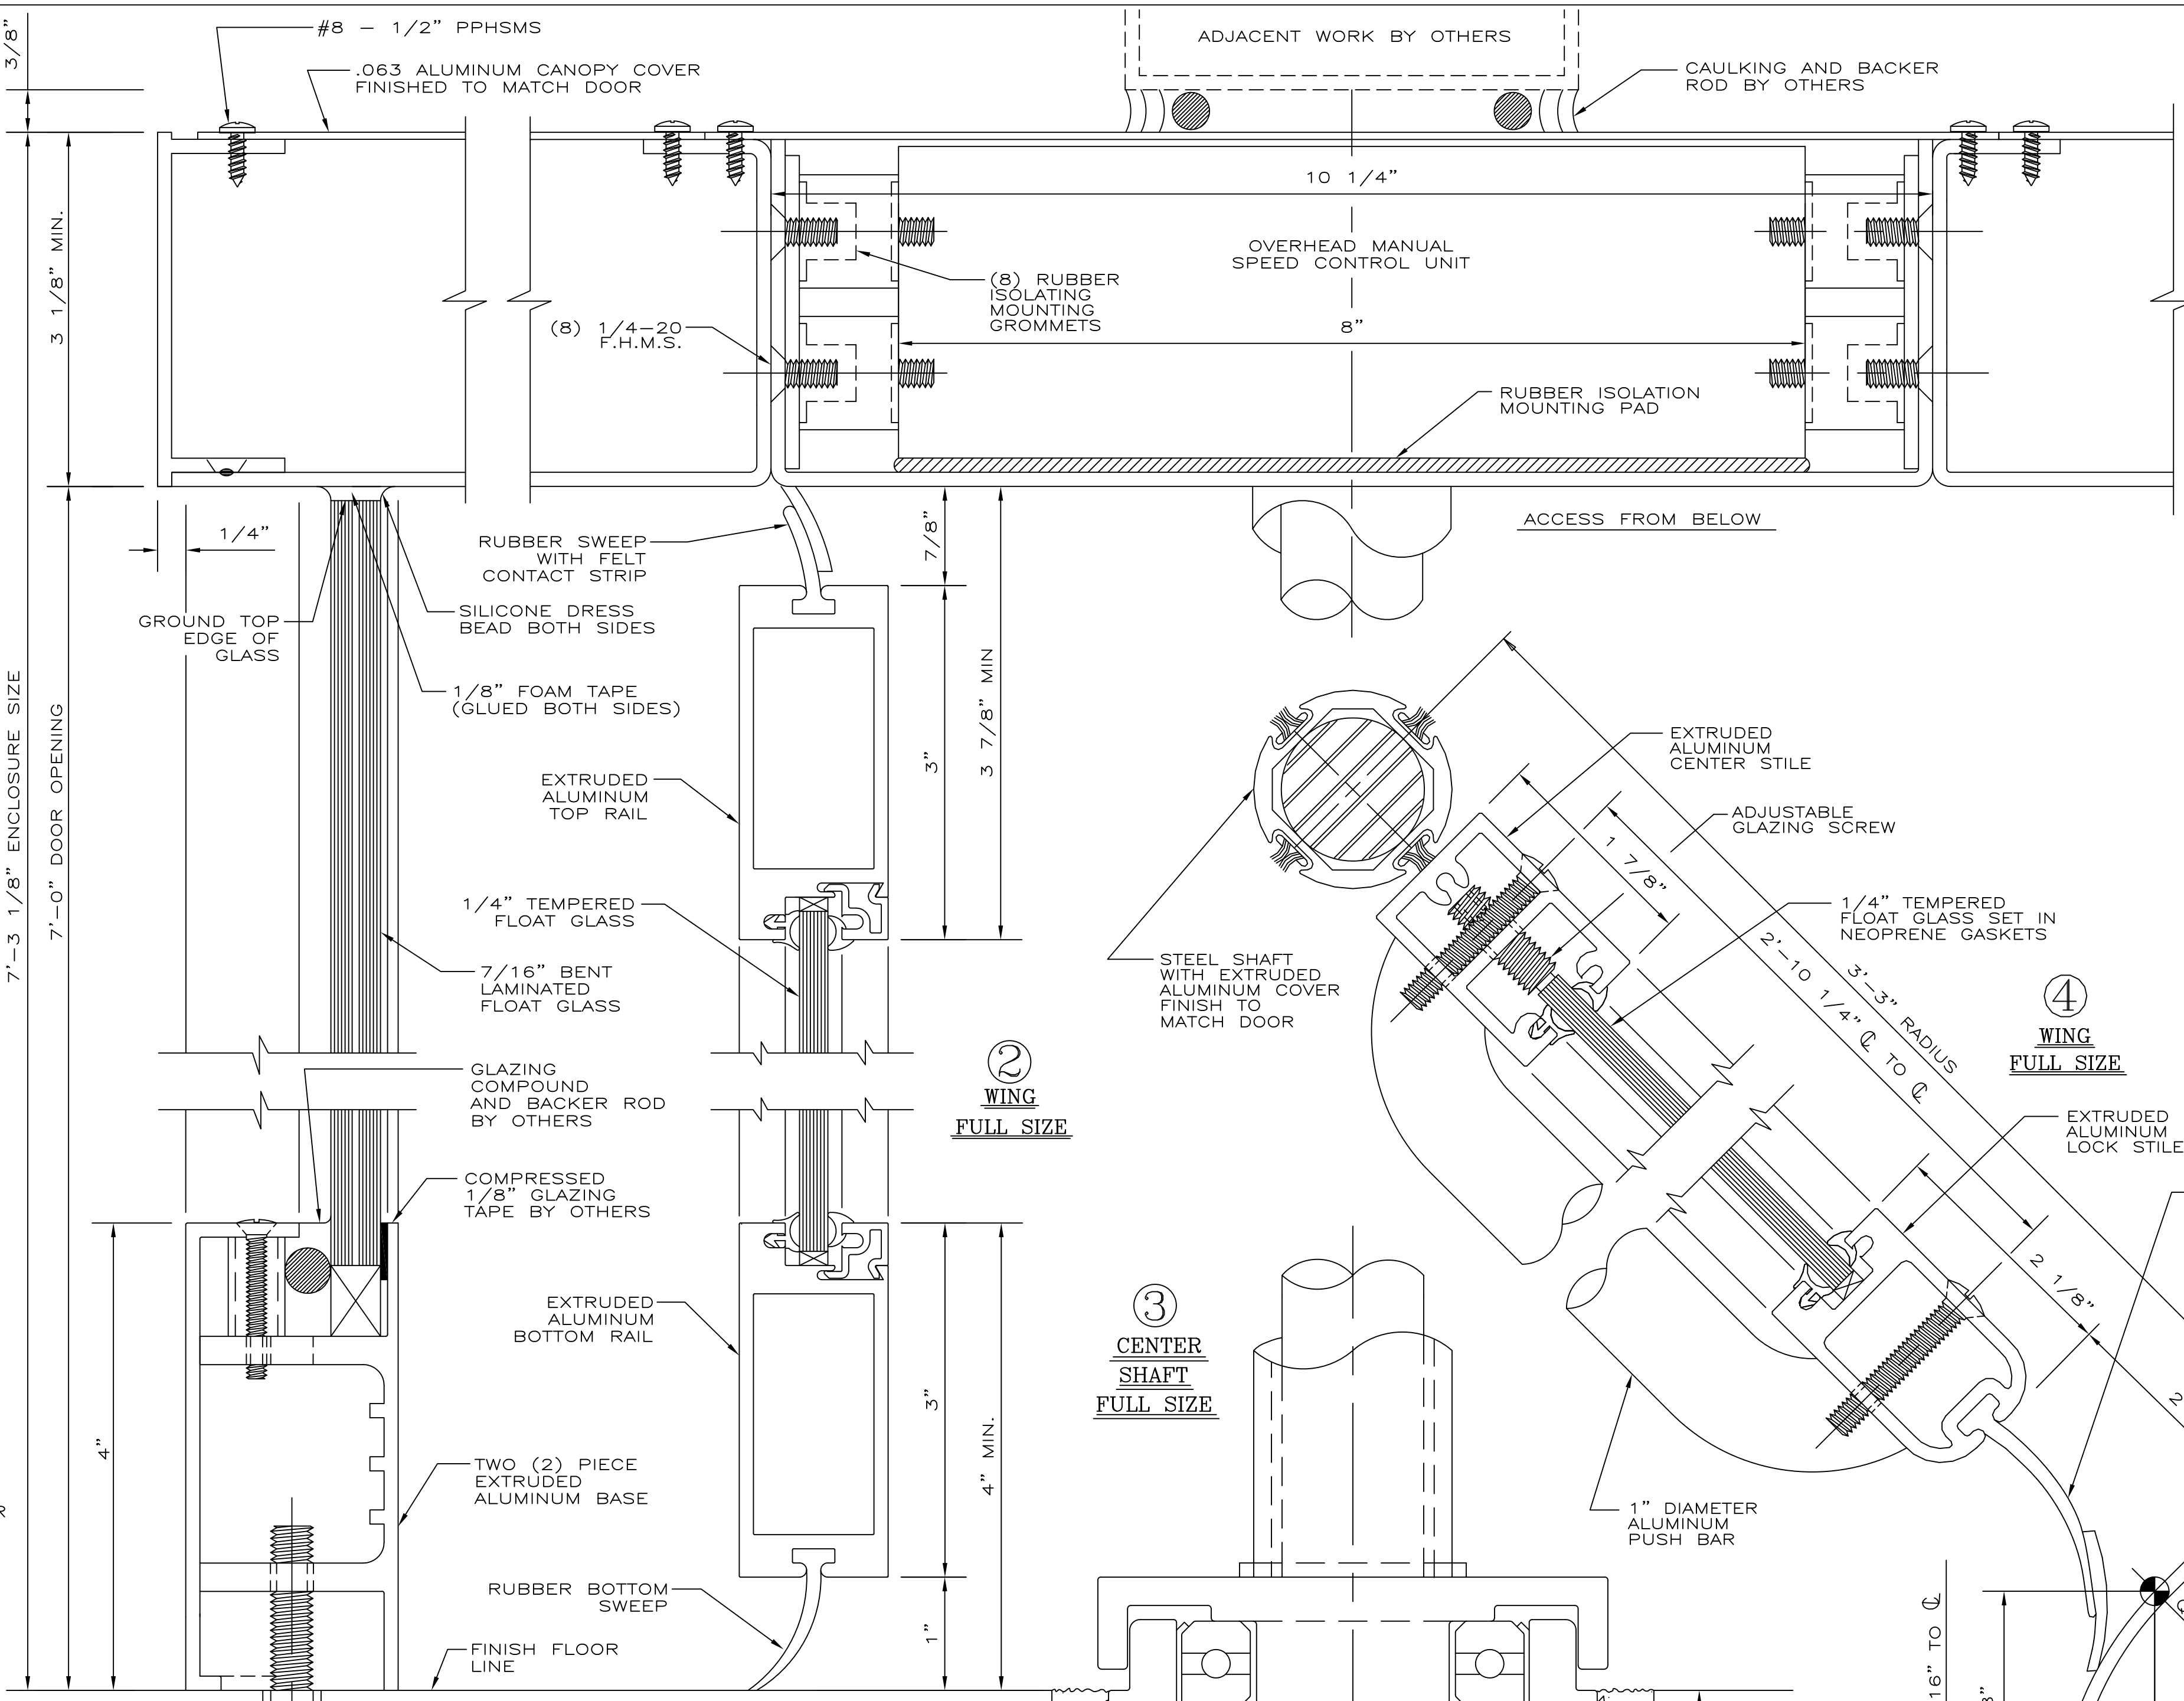 3/8”
#8 – 1/2” PPHSMS
.063 ALUMINUM CANOPY COVER
FINISHED TO MATCH DOOR
ADJACENT WORK BY OTHERS
CAULKING AND BACKER
ROD BY OTHERS
3 1/8” MIN.
10 1/4”
OVERHEAD MANUAL
SPEED CONTROL UNIT
(8) RUBBER
ISOLATING
MOUNTING
GROMMETS
(8) 1/4–20
F.H.M.S.
8”
RUBBER ISOLATION
MOUNTING PAD
ACCESS FROM BELOW
1/4”
RUBBER SWEEP
WITH FELT
CONTACT STRIP
7/8”
GROUND TOP
EDGE OF
GLASS
SILICONE DRESS
BEAD BOTH SIDES
1/8” FOAM TAPE
(GLUED BOTH SIDES)
7’–3 1/8” ENCLOSURE SIZE
7’–0” DOOR OPENING
EXTRUDED
ALUMINUM
TOP RAIL
3”
3 7/8” MIN
1/4” TEMPERED
FLOAT GLASS
7/16” BENT
LAMINATED
FLOAT GLASS
EXTRUDED
ALUMINUM
CENTER STILE
ADJUSTABLE
GLAZING SCREW
1 7/8”
1/4” TEMPERED
FLOAT GLASS SET IN
NEOPRENE GASKETS
STEEL SHAFT
WITH EXTRUDED
ALUMINUM COVER
FINISH TO
MATCH DOOR
2’–10 1/4” ℄ TO ℄
3’–3” RADIUS
4
WING
FULL SIZE
2
WING
FULL SIZE
GLAZING
COMPOUND
AND BACKER ROD
BY OTHERS
COMPRESSED
1/8” GLAZING
TAPE BY OTHERS
EXTRUDED
ALUMINUM
LOCK STILE
2 1/8”
2
EXTRUDED
ALUMINUM
BOTTOM RAIL
3
CENTER
SHAFT
FULL SIZE
4”
3”
4” MIN.
TWO (2) PIECE
EXTRUDED
ALUMINUM BASE
1” DIAMETER
ALUMINUM
PUSH BAR
RUBBER BOTTOM
SWEEP
1”
FINISH FLOOR
LINE
16” TO ℄
8”